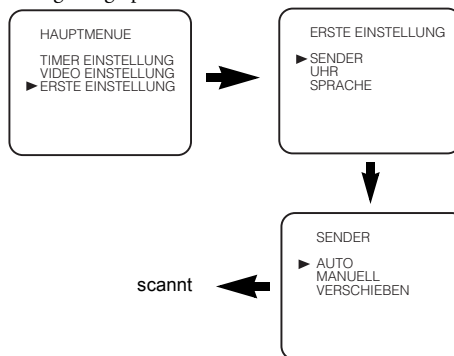 HAUPTMENUE
TIMER EINSTELLUNG
VIDEO EINSTELLUNG
ERSTE EINSTELLUNG
ERSTE EINSTELLUNG
SENDER
UHR
SPRACHE
SENDER
AUTO
MANUELL
VERSCHIEBEN
scannt